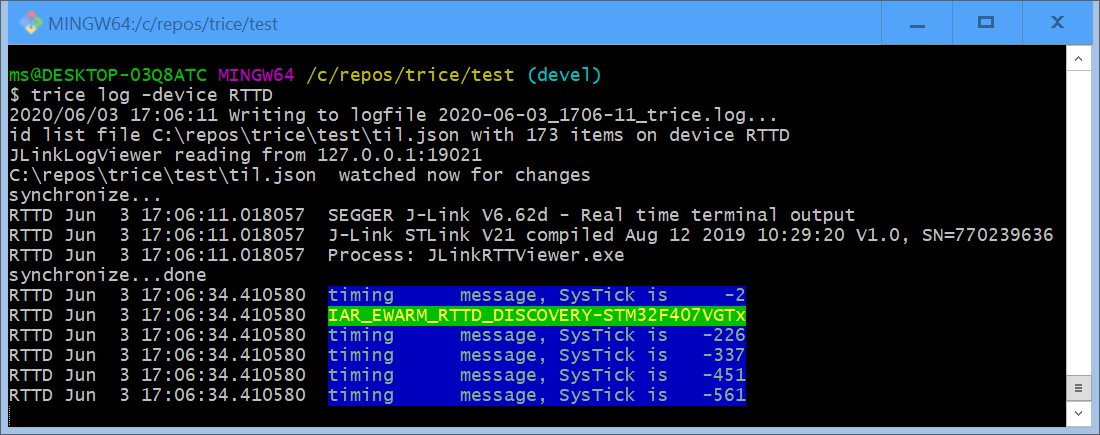 MINGW64:/c/repos/trice/test
ms@DESKTOP-03Q8ATC MINGW64 /c/repos/trice/test (devel)
$ trice log -device RTTD
2020/06/03 17:06:11 Writing to logfile 2020-06-03_1706-11_trice.log...
id list file C:\repos\trice\test\til.json with 173 items on device RTTD
JLinkLogViewer reading from 127.0.0.1:19021
C:\repos\trice\test\til.json  watched now for changes
synchronize...
RTTD Jun  3 17:06:11.018057  SEGGER J-Link V6.62d - Real time terminal output
RTTD Jun  3 17:06:11.018057  J-Link STLink V21 compiled Aug 12 2019 10:29:20 V1.0, SN=770239636
RTTD Jun  3 17:06:11.018057  Process: JLinkRTTViewer.exe
synchronize...done
RTTD Jun  3 17:06:34.410580  timing      message, SysTick is     -2
RTTD Jun  3 17:06:34.410580  IAR_EWARM_RTTD_DISCOVERY-STM32F407VGTx
RTTD Jun  3 17:06:34.410580  timing      message, SysTick is   -226
RTTD Jun  3 17:06:34.410580  timing      message, SysTick is   -337
RTTD Jun  3 17:06:34.410580  timing      message, SysTick is   -451
RTTD Jun  3 17:06:34.410580  timing      message, SysTick is   -561